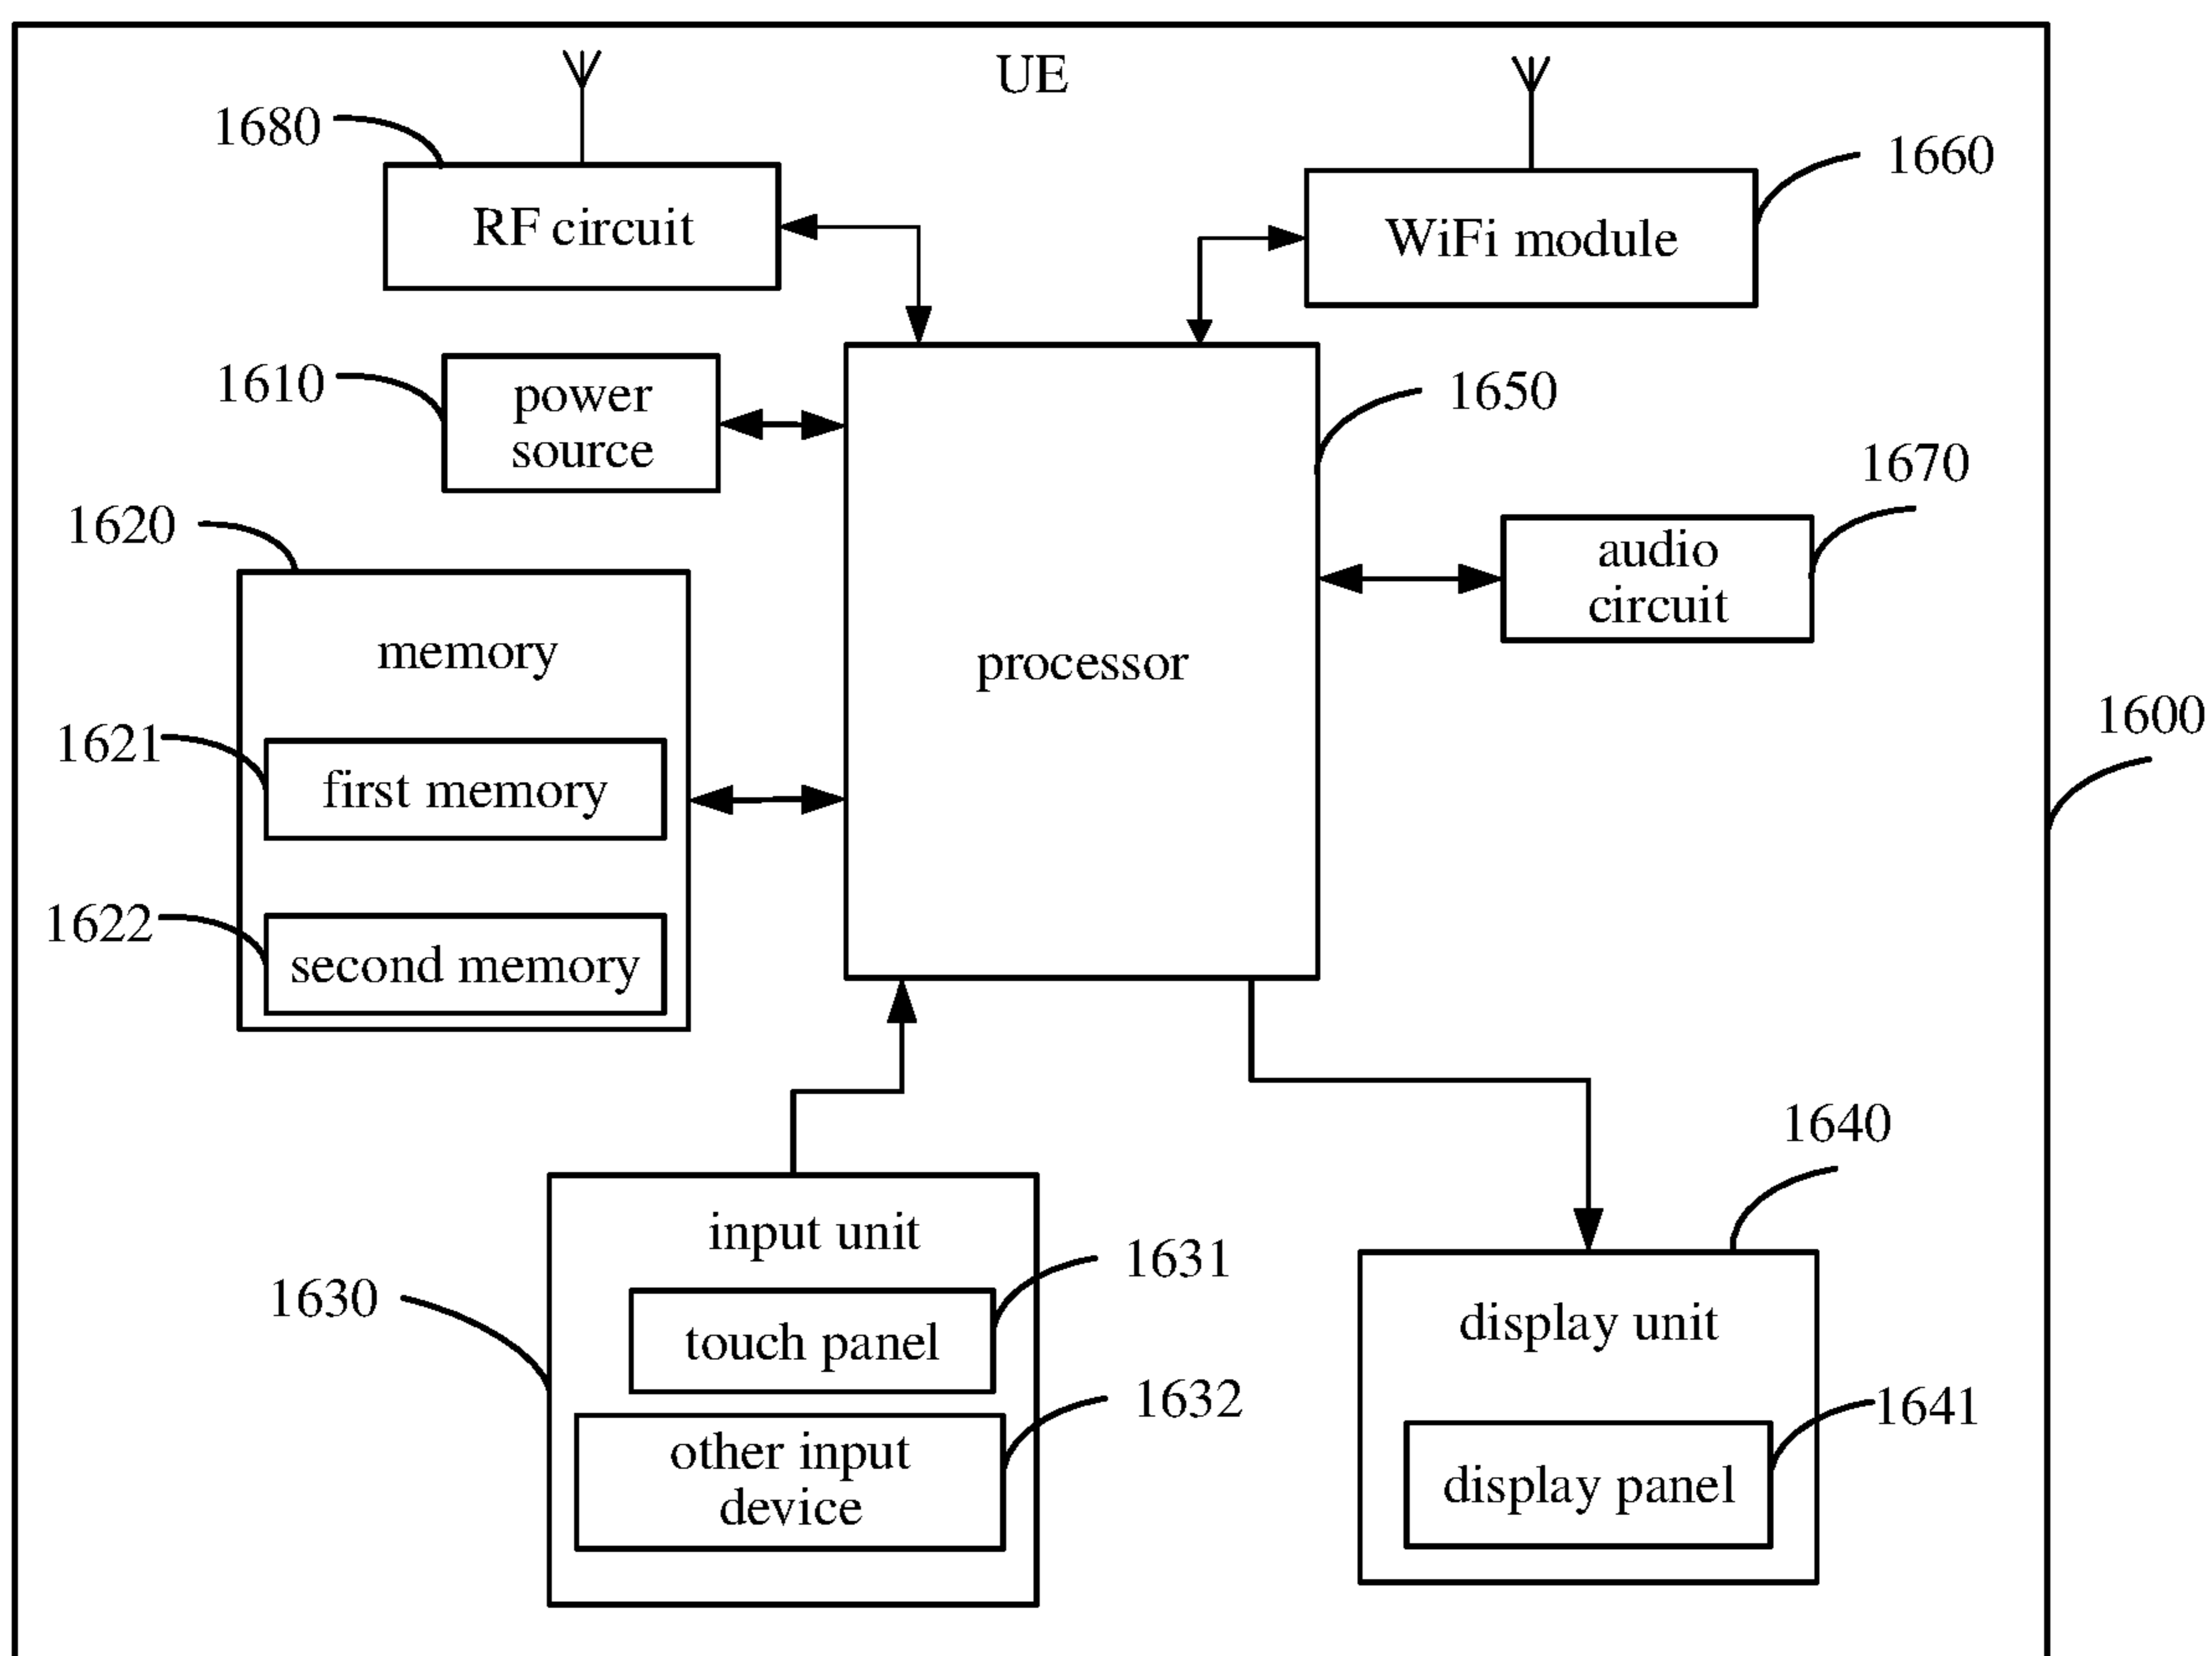 UE
1680
1660
RF circuit
WiFi module
1610
power
source
1650
1670
1620
audio
circuit
memory
processor
1600
1621
first memory
1622
second memory
1640
input unit
1631
1630
touch panel
display unit
1632
1641
other input
device
display panel